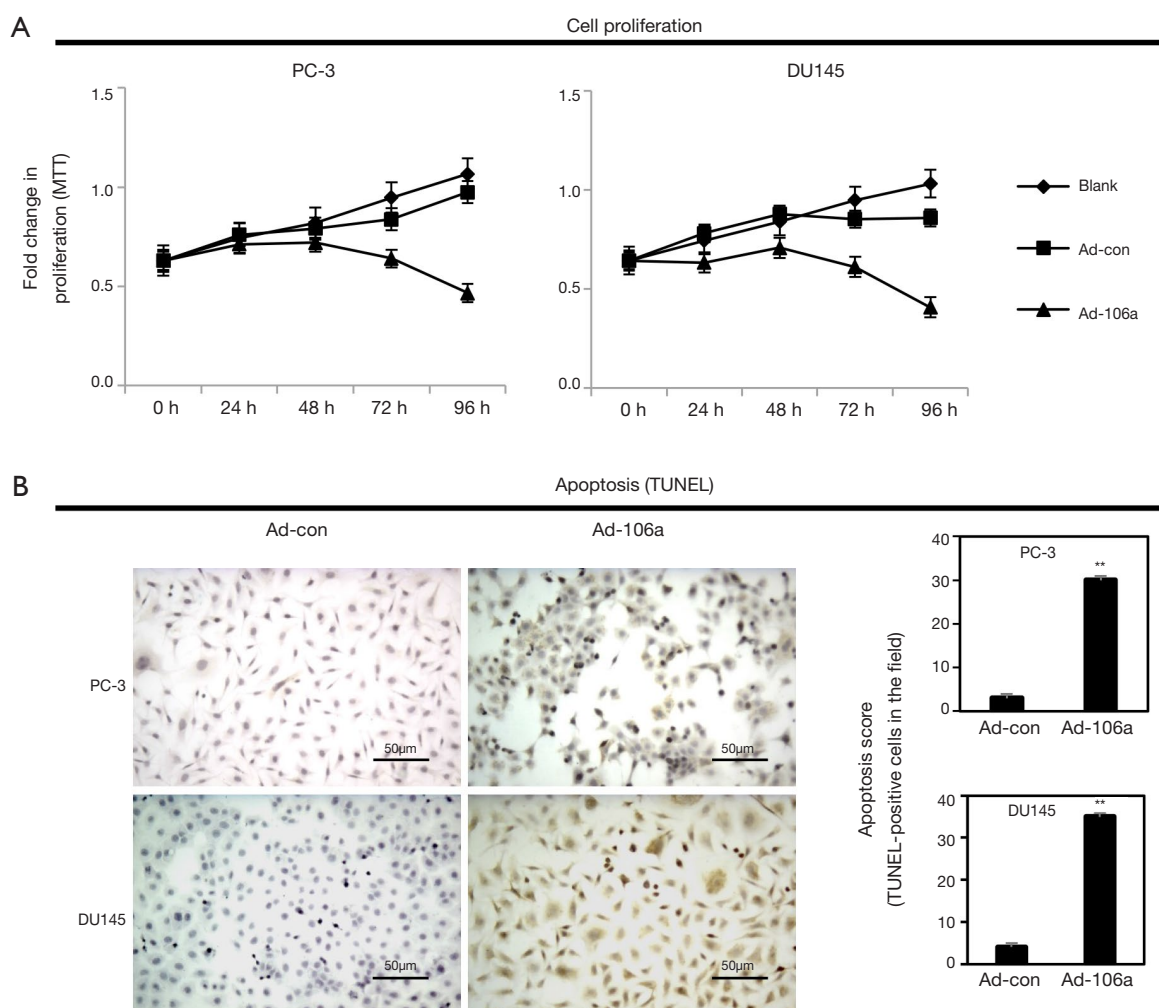 A
Cell proliferation
PC-3
DU145
Fold change in
proliferation (MTT)
1.5
1.0
0.5
0.0
0 h 24 h 48 h 72 h 96 h
1.5
1.0
0.5
0.0
0 h 24 h 48 h 72 h 96 h
Blank
Ad-con
Ad-106a
B
Apoptosis (TUNEL)
Ad-con
Ad-106a
PC-3
50µm
50µm
DU145
50µm
50µm
Apoptosis score
(TUNEL-positive cells in the field)
40
30
20
10
0
PC-3
**
Ad-con Ad-106a
40
30
20
10
0
DU145
**
Ad-con Ad-106a